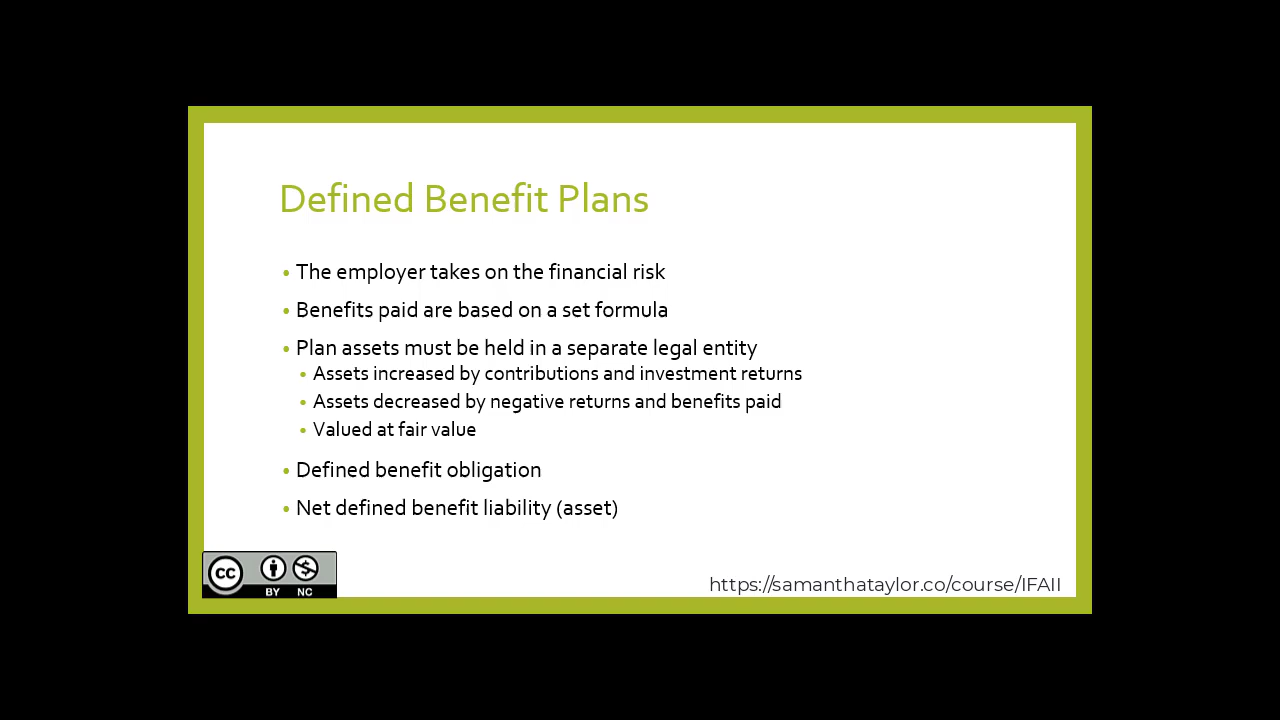 Defined Benefit Plans
• The employer takes on the financial risk
• Benefits paid are based on a set formula
• Plan assets must be held in a separate legal entity
• Assets increased by contributions and investment returns
• Assets decreased by negative returns and benefits paid
• Valued at fair value
• Defined benefit obligation
• Net defined benefit liability (asset)
cc
BY NC
https://samanthataylor.co/course/IFAII